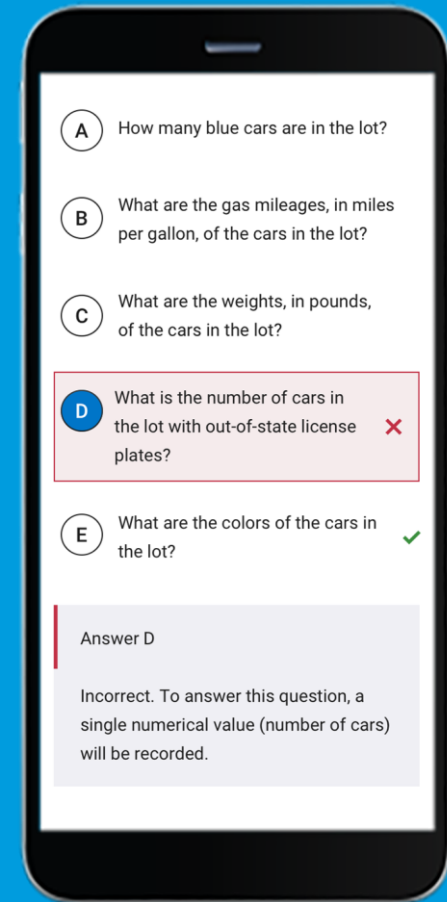 A
How many blue cars are in the lot?
B
What are the gas mileages, in miles
per gallon, of the cars in the lot?
C
What are the weights, in pounds,
of the cars in the lot?
D
What is the number of cars in
the lot with out-of-state license
plates?
E
What are the colors of the cars in
the lot?
Answer D
Incorrect. To answer this question, a
single numerical value (number of cars)
will be recorded.